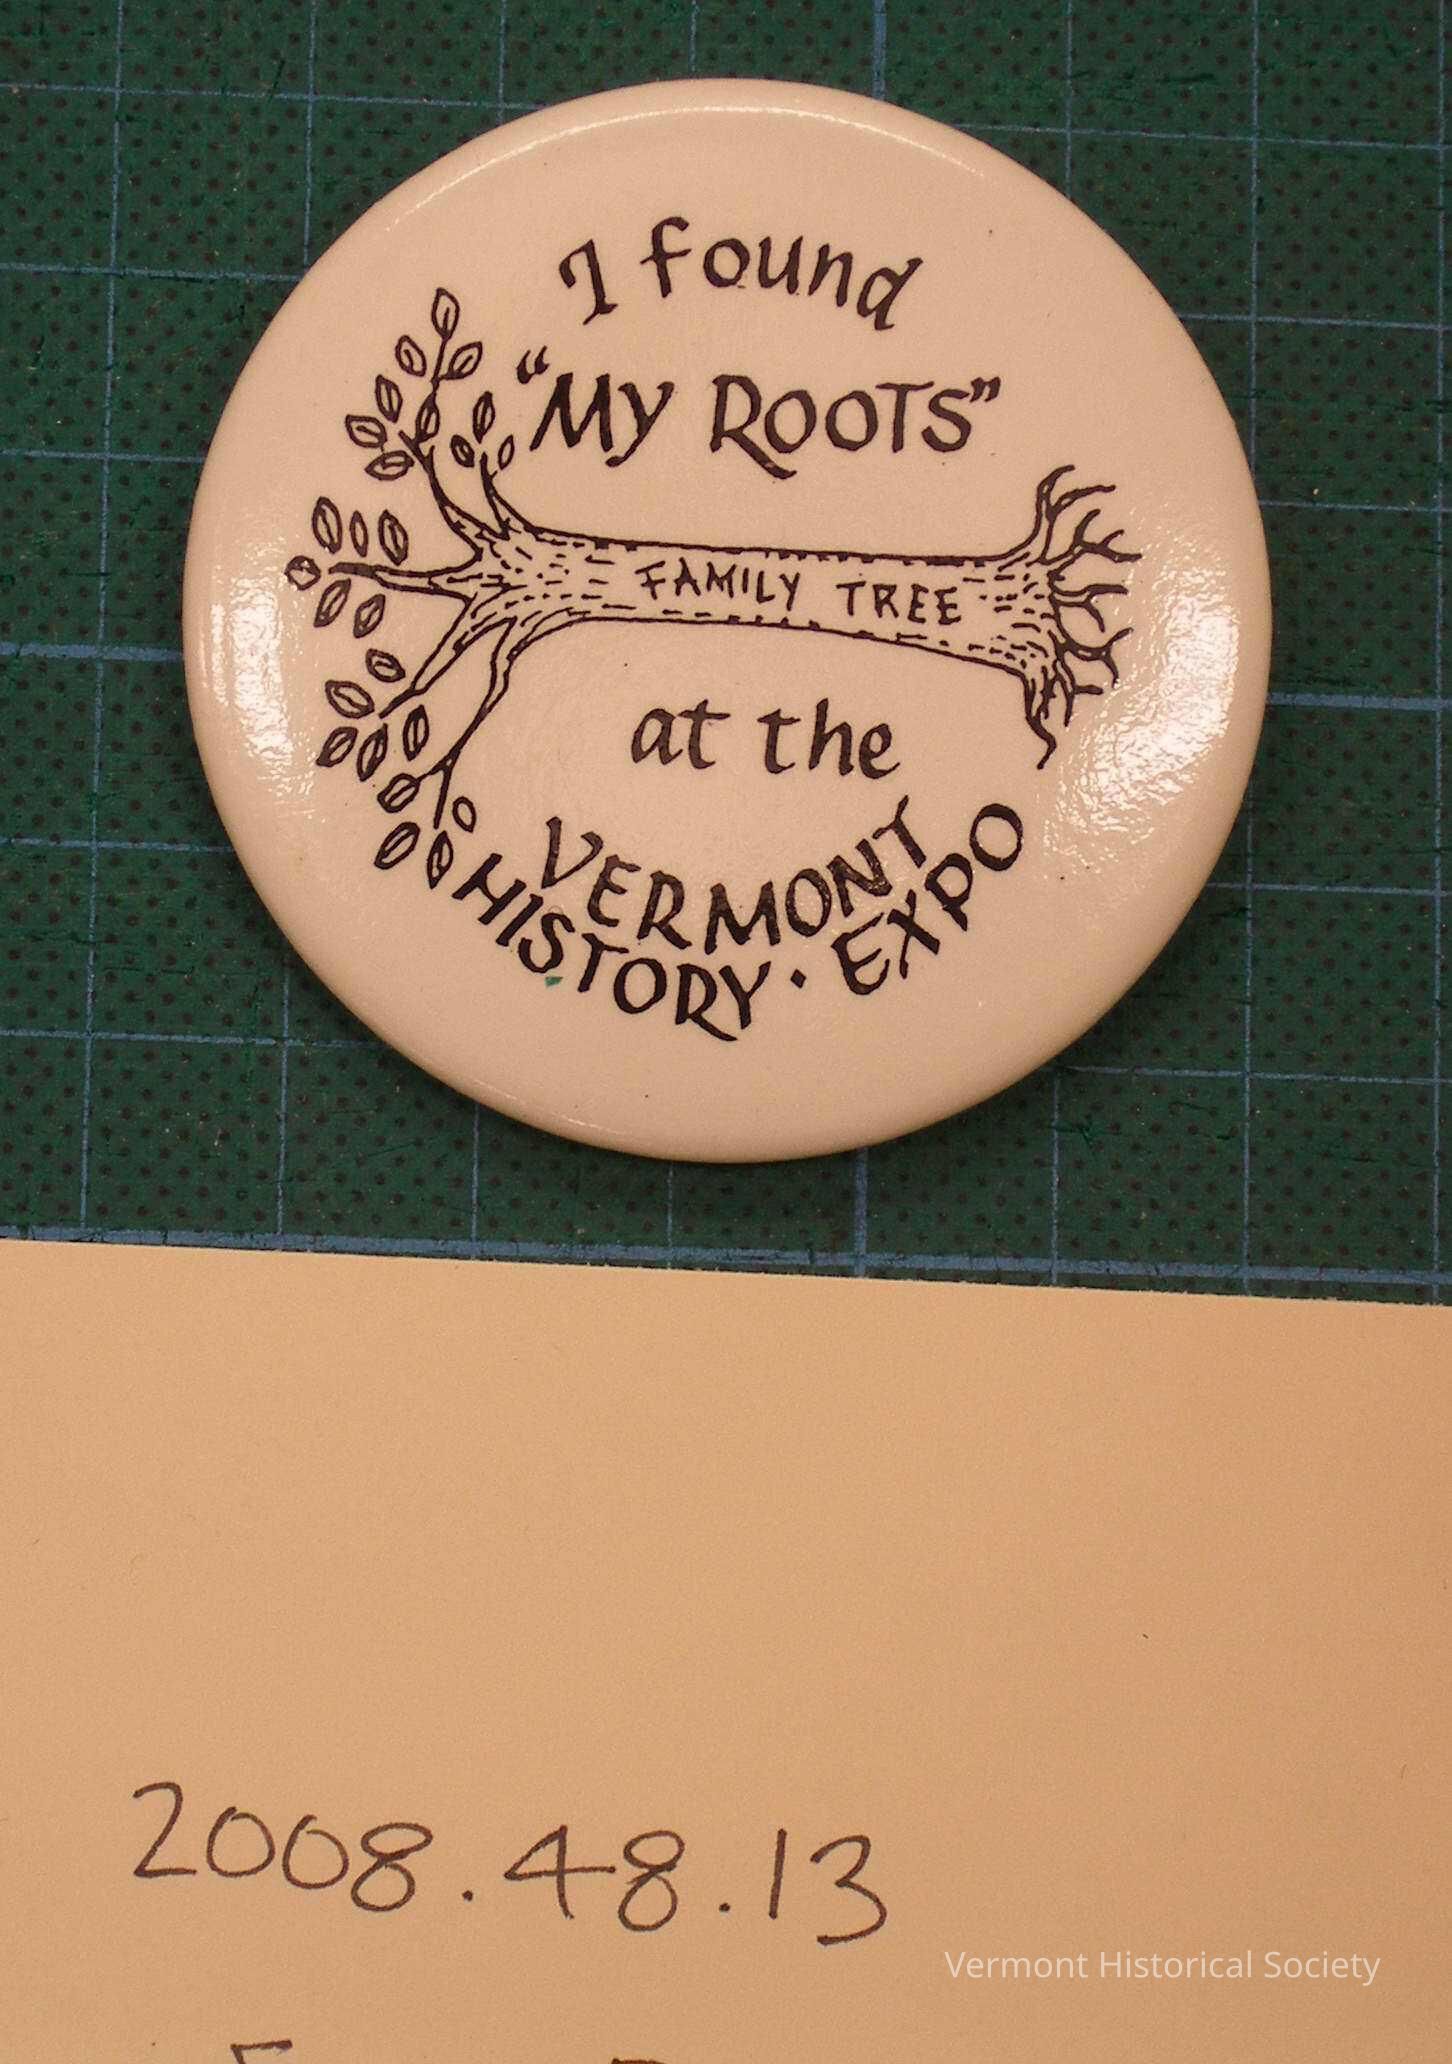 I found
“My ROOTS”
FAMILY TREE
at the
VERMONT
HISTORY · EXPO
2008.48.13
Vermont Historical Society